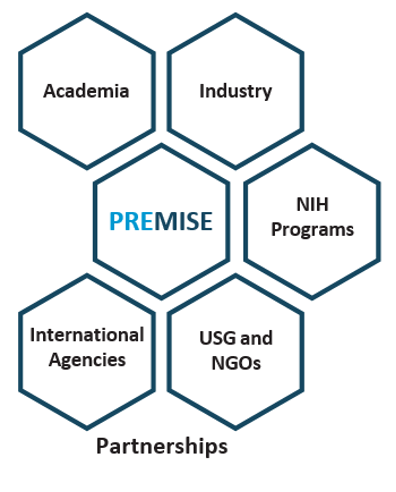 Academia
Industry
PREMISE
NIH
Programs
International
Agencies
USG and
NGOs
Partnerships